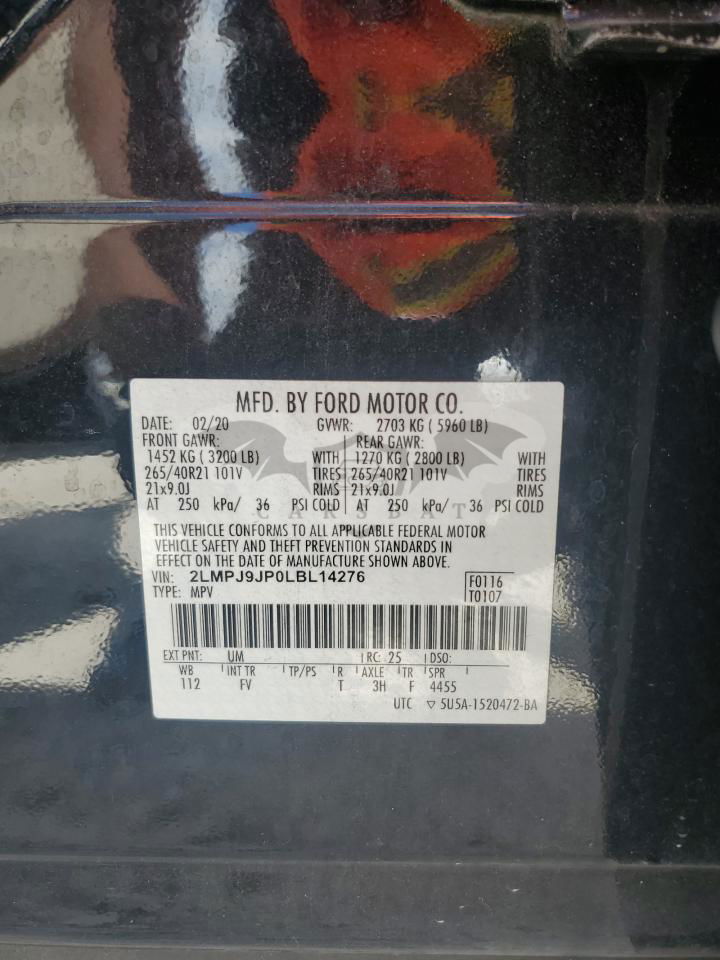 MFD. BY FORD MOTOR CO.
DATE: 02/20 GVWR: 2703 KG ( 5960 LB)
FRONT GAWR: REAR GAWR:
1452 KG ( 3200 LB) WITH 1270 KG ( 2800 LB) WITH
265/40R21 101V TIRES 265/40R21 101V TIRES
21x9.0J RIMS 21x9.0J RIMS
AT 250 kPa/ 36 PSI COLD AT 250 kPa/ 36 PSI COLD
CARSBAT
THIS VEHICLE CONFORMS TO ALL APPLICABLE FEDERAL MOTOR
VEHICLE SAFETY AND THEFT PREVENTION STANDARDS IN
EFFECT ON THE DATE OF MANUFACTURE SHOWN ABOVE.
VIN: 2LMPJ9JP0LBL14276 F0116
TYPE: MPV T0107
EXT PNT: UM RC: 25 DSO:
WB INT TR TP/PS R AXLE TR SPR
112 FV T 3H F 4455
UTC ▽ 5U5A-1520472-BA